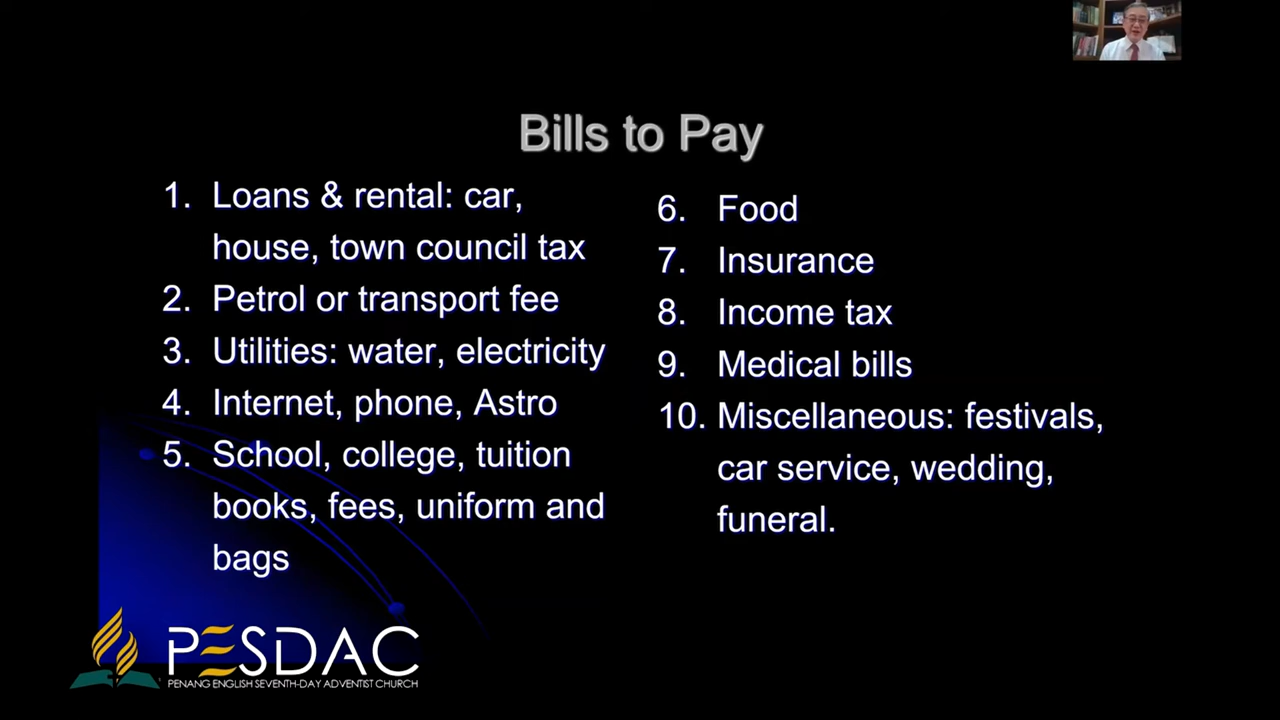 Bills to Pay
1. Loans & rental: car,
house, town council tax
2. Petrol or transport fee
3. Utilities: water, electricity
4. Internet, phone, Astro
5. School, college, tuition
books, fees, uniform and
bags
6. Food
7. Insurance
8. Income tax
9. Medical bills
10. Miscellaneous: festivals,
car service, wedding,
funeral.
PESDAC
PENANG ENGLISH SEVENTH-DAY ADVENTIST CHURCH